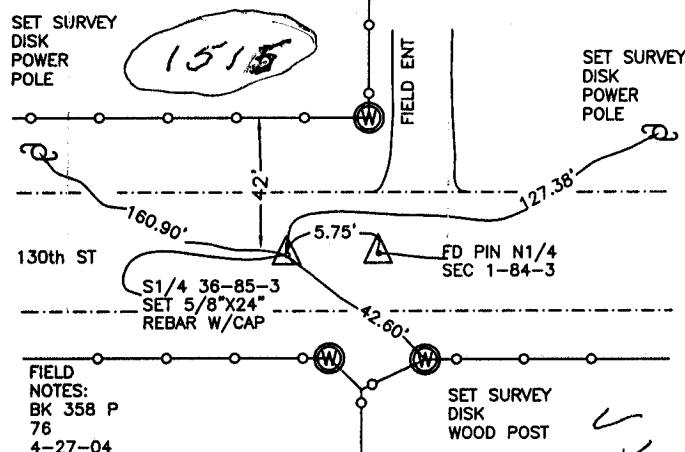 SET SURVEY
DISK
POWER
POLE
1515
FIELD ENT
SET SURVEY
DISK
POWER
POLE
W
42'
160.90'
127.38'
5.75'
130th ST
FD PIN N1/4
SEC 1-84-3
S1/4 36-85-3
SET 5/8"X24"
REBAR W/CAP
42.60'
W
W
FIELD
NOTES:
BK 358 P
76
4-27-04
SET SURVEY
DISK
WOOD POST